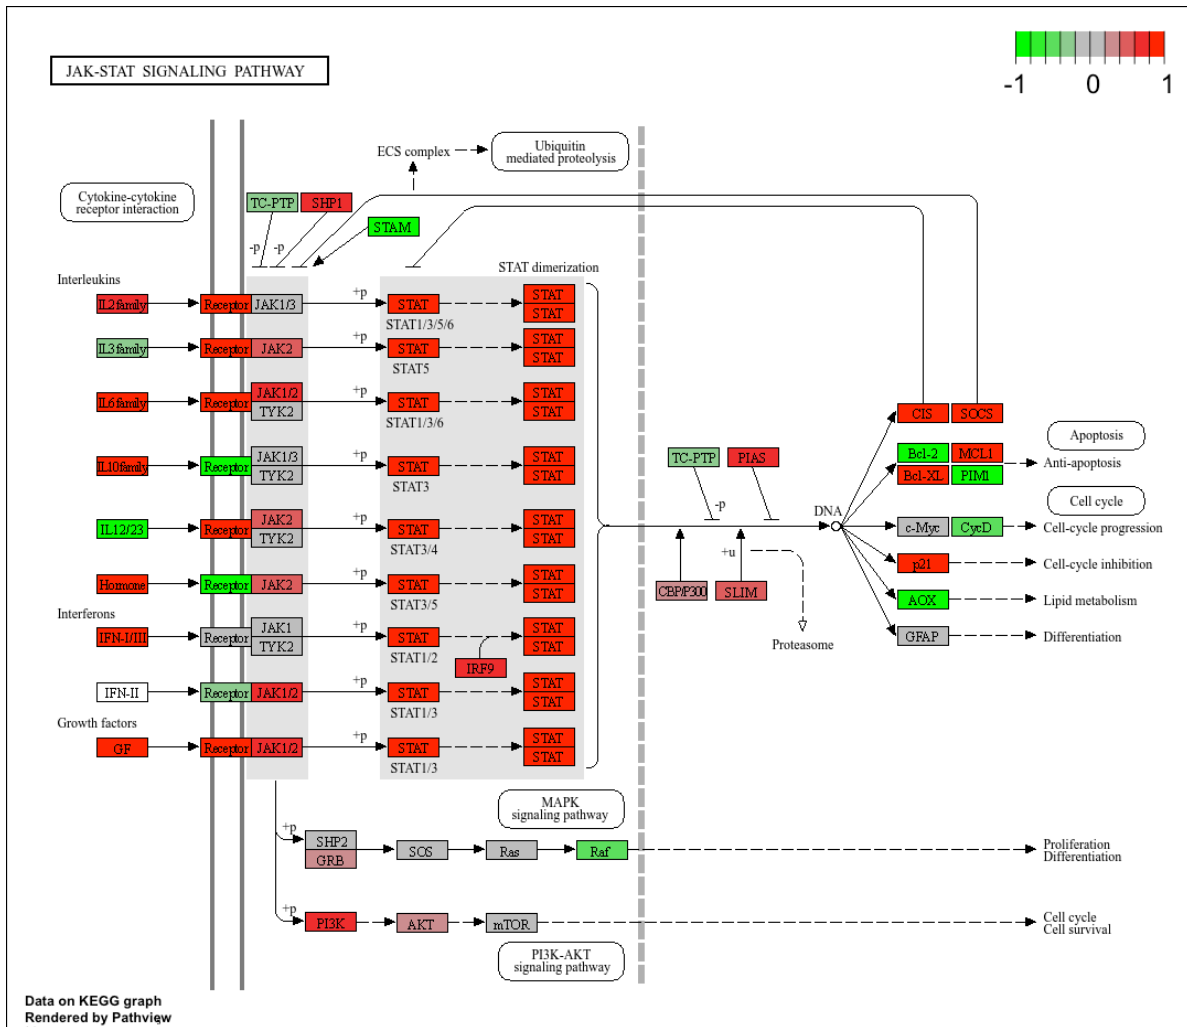 JAK-STAT SIGNALING PATHWAY
-1 0 1
ECS complex
Ubiquitin
mediated proteolysis
Cytokine-cytokine
receptor interaction
TC-PTP SHP1
STAM
-p -p
STAT dimerization
Interleukins
IL2family Receptor JAK1/3 +p STAT STAT
STAT
STAT1/3/5/6
IL3family Receptor JAK2 +p STAT STAT
STAT
STAT5
IL6family Receptor JAK1/2 +p STAT STAT
TYK2 STAT
STAT1/3/6
IL10family Receptor JAK1/3 +p STAT STAT
TYK2 STAT
STAT3
IL12/23 Receptor JAK2 +p STAT STAT
TYK2 STAT
STAT3/4
Hormone Receptor JAK2 +p STAT STAT
STAT
STAT3/5
Interferons
IFN-I/III Receptor JAK1 +p STAT STAT
TYK2 STAT
STAT1/2
IRF9
IFN-II Receptor JAK1/2 +p STAT STAT
STAT
STAT1/3
Growth factors
GF Receptor JAK1/2 +p STAT STAT
STAT
STAT1/3
TC-PTP PIAS
-p
+u
CBP/P300 SLIM
Proteasome
DNA
CIS SOCS
Bcl-2 MCL1
Bcl-XL PIM1
Apoptosis
Anti-apoptosis
Cell cycle
c-Myc CycD Cell-cycle progression
p21 Cell-cycle inhibition
AOX Lipid metabolism
GFAP Differentiation
MAPK
signaling pathway
+p
SHP2
GRB
SOS Ras Raf
Proliferation
Differentiation
+p
PI3K AKT mTOR
Cell cycle
Cell survival
PI3K-AKT
signaling pathway
Data on KEGG graph
Rendered by Pathview